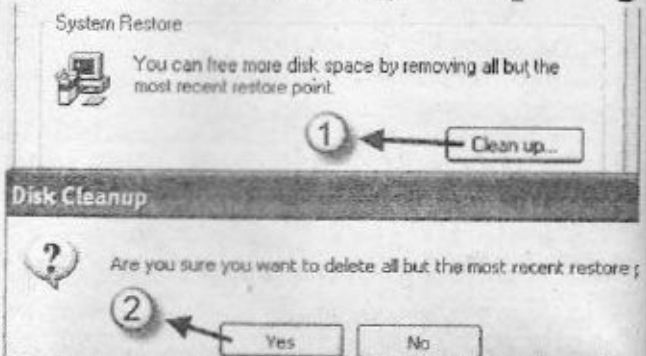 System Restore
You can free more disk space by removing all but the
most recent restore point.
1
Clean up...
Disk Cleanup
?
Are you sure you want to delete all but the most recent restore
2
Yes
No